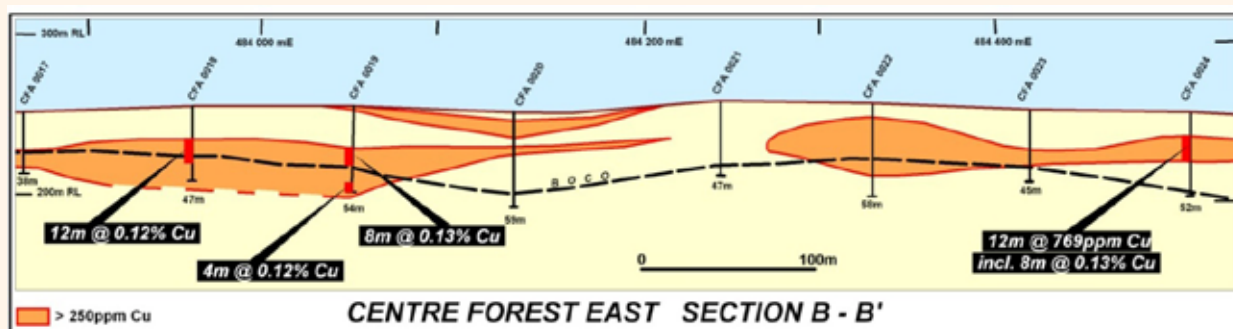 300m RL
484 000 mE
484 200 mE
484 400 mE
CFA 0017
CFA 0018
CFA 0019
CFA 0020
CFA 0021
CFA 0022
CFA 0023
CFA 0024
BOCO
38m
200m RL
47m
54m
59m
47m
58m
45m
52m
12m @ 0.12% Cu
8m @ 0.13% Cu
4m @ 0.12% Cu
12m @ 769ppm Cu
incl. 8m @ 0.13% Cu
0
100m
> 250ppm Cu
CENTRE FOREST EAST SECTION B - B'